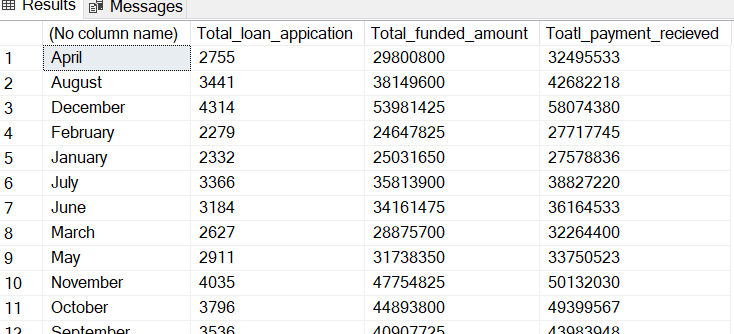 Results Messages
(No column name) Total_loan_appication Total_funded_amount Toatl_payment_recieved
1 April 2755 29800800 32495533
2 August 3441 38149600 42682218
3 December 4314 53981425 58074380
4 February 2279 24647825 27717745
5 January 2332 25031650 27578836
6 July 3366 35813900 38827220
7 June 3184 34161475 36164533
8 March 2627 28875700 32264400
9 May 2911 31738350 33750523
10 November 4035 47754825 50132030
11 October 3796 44893800 49399567
12 September 3536 40907725 43983948